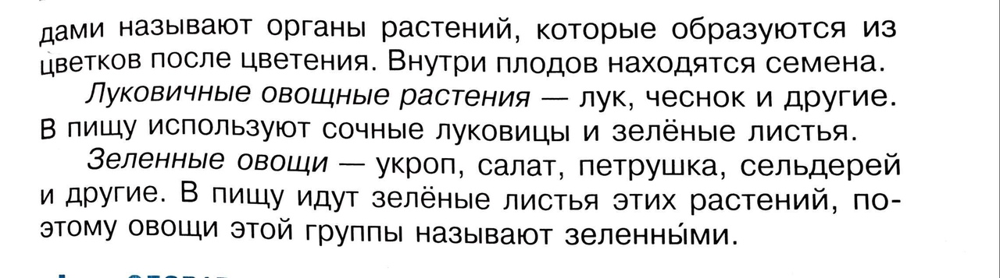 дами называют органы растений, которые образуются из
цветков после цветения. Внутри плодов находятся семена.
Луковичные овощные растения — лук, чеснок и другие.
В пищу используют сочные луковицы и зелёные листья.
Зеленные овощи — укроп, салат, петрушка, сельдерей
и другие. В пищу идут зелёные листья этих растений, по-
этому овощи этой группы называют зеленны́ми.